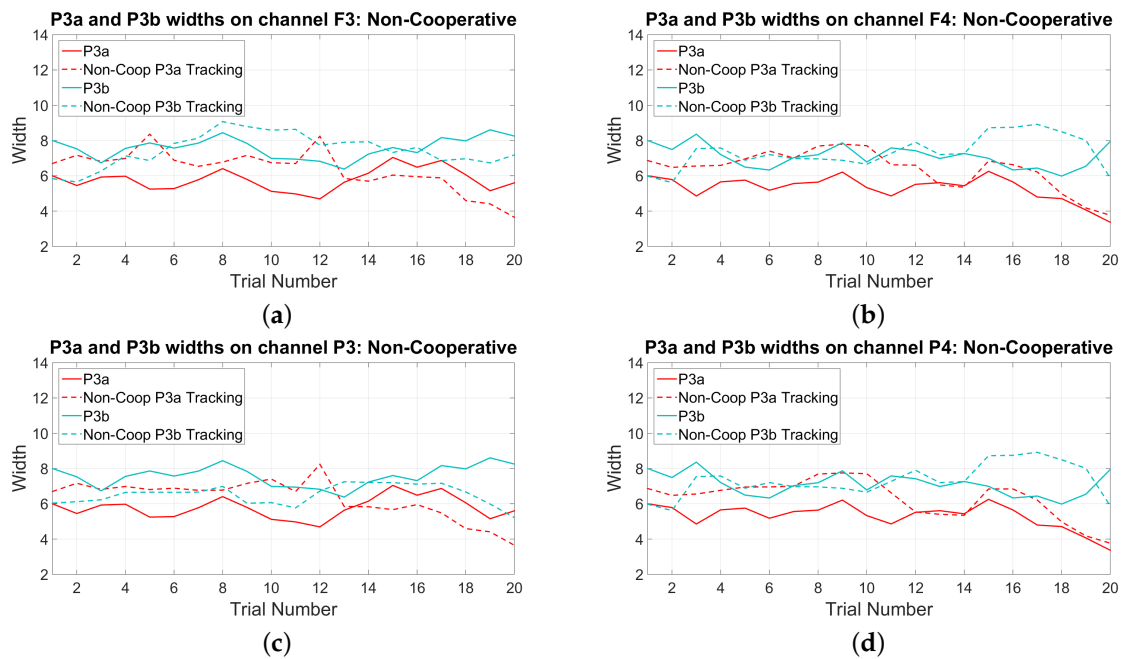 P3a and P3b widths on channel F3: Non-Cooperative
14
12
10
8
6
4
2
Width
P3a
Non-Coop P3a Tracking
P3b
Non-Coop P3b Tracking
2 4 6 8 10 12 14 16 18 20
Trial Number
(a)
P3a and P3b widths on channel F4: Non-Cooperative
14
12
10
8
6
4
2
Width
P3a
Non-Coop P3a Tracking
P3b
Non-Coop P3b Tracking
2 4 6 8 10 12 14 16 18 20
Trial Number
(b)
P3a and P3b widths on channel P3: Non-Cooperative
14
12
10
8
6
4
2
Width
P3a
Non-Coop P3a Tracking
P3b
Non-Coop P3b Tracking
2 4 6 8 10 12 14 16 18 20
Trial Number
(c)
P3a and P3b widths on channel P4: Non-Cooperative
14
12
10
8
6
4
2
Width
P3a
Non-Coop P3a Tracking
P3b
Non-Coop P3b Tracking
2 4 6 8 10 12 14 16 18 20
Trial Number
(d)